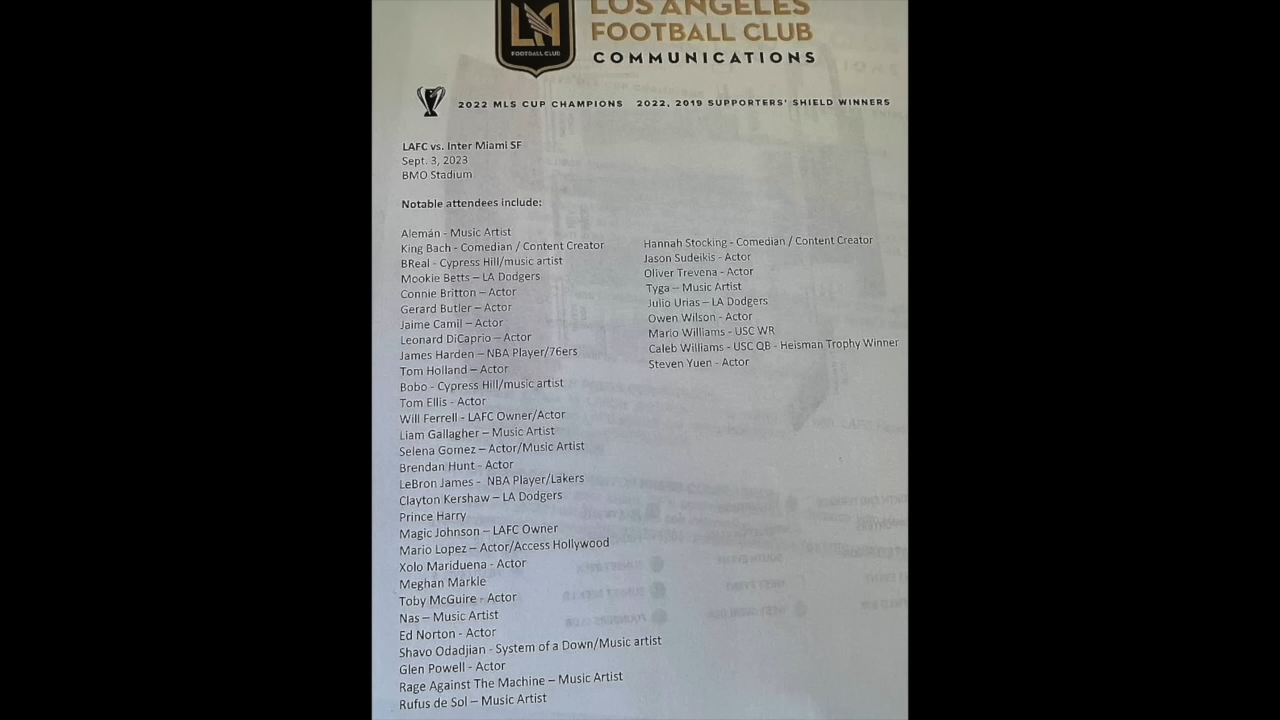 LOS ANGELES
FOOTBALL CLUB
COMMUNICATIONS
FOOTBALL CLUB
2022 MLS CUP CHAMPIONS 2022, 2019 SUPPORTERS' SHIELD WINNERS
LAFC vs. Inter Miami SF
Sept. 3, 2023
BMO Stadium
Notable attendees include:
Alemán - Music Artist
King Bach - Comedian / Content Creator
BReal - Cypress Hill/music artist
Mookie Betts – LA Dodgers
Connie Britton – Actor
Gerard Butler – Actor
Jaime Camil – Actor
Leonard DiCaprio – Actor
James Harden – NBA Player/76ers
Tom Holland – Actor
Bobo - Cypress Hill/music artist
Tom Ellis - Actor
Will Ferrell - LAFC Owner/Actor
Liam Gallagher – Music Artist
Selena Gomez – Actor/Music Artist
Brendan Hunt - Actor
LeBron James - NBA Player/Lakers
Clayton Kershaw – LA Dodgers
Prince Harry
Magic Johnson – LAFC Owner
Mario Lopez – Actor/Access Hollywood
Xolo Mariduena - Actor
Meghan Markle
Toby McGuire - Actor
Nas – Music Artist
Ed Norton - Actor
Shavo Odadjian - System of a Down/Music artist
Glen Powell - Actor
Rage Against The Machine – Music Artist
Rufus de Sol – Music Artist
Hannah Stocking - Comedian / Content Creator
Jason Sudeikis - Actor
Oliver Trevena - Actor
Tyga – Music Artist
Julio Urias – LA Dodgers
Owen Wilson - Actor
Mario Williams - USC WR
Caleb Williams - USC QB - Heisman Trophy Winner
Steven Yuen - Actor